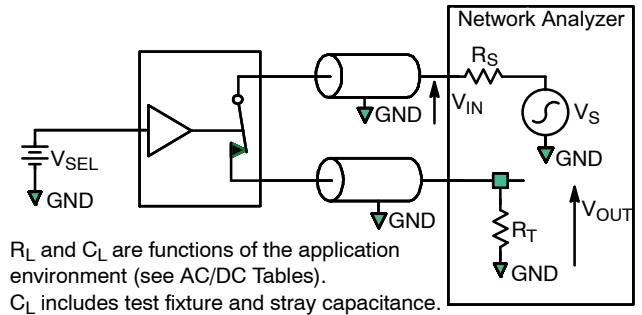 Network Analyzer
RS
GND
VIN
VS
GND
VSEL
GND
GND
VOUT
RT
GND
RL and CL are functions of the application
environment (see AC/DC Tables).
CL includes test fixture and stray capacitance.